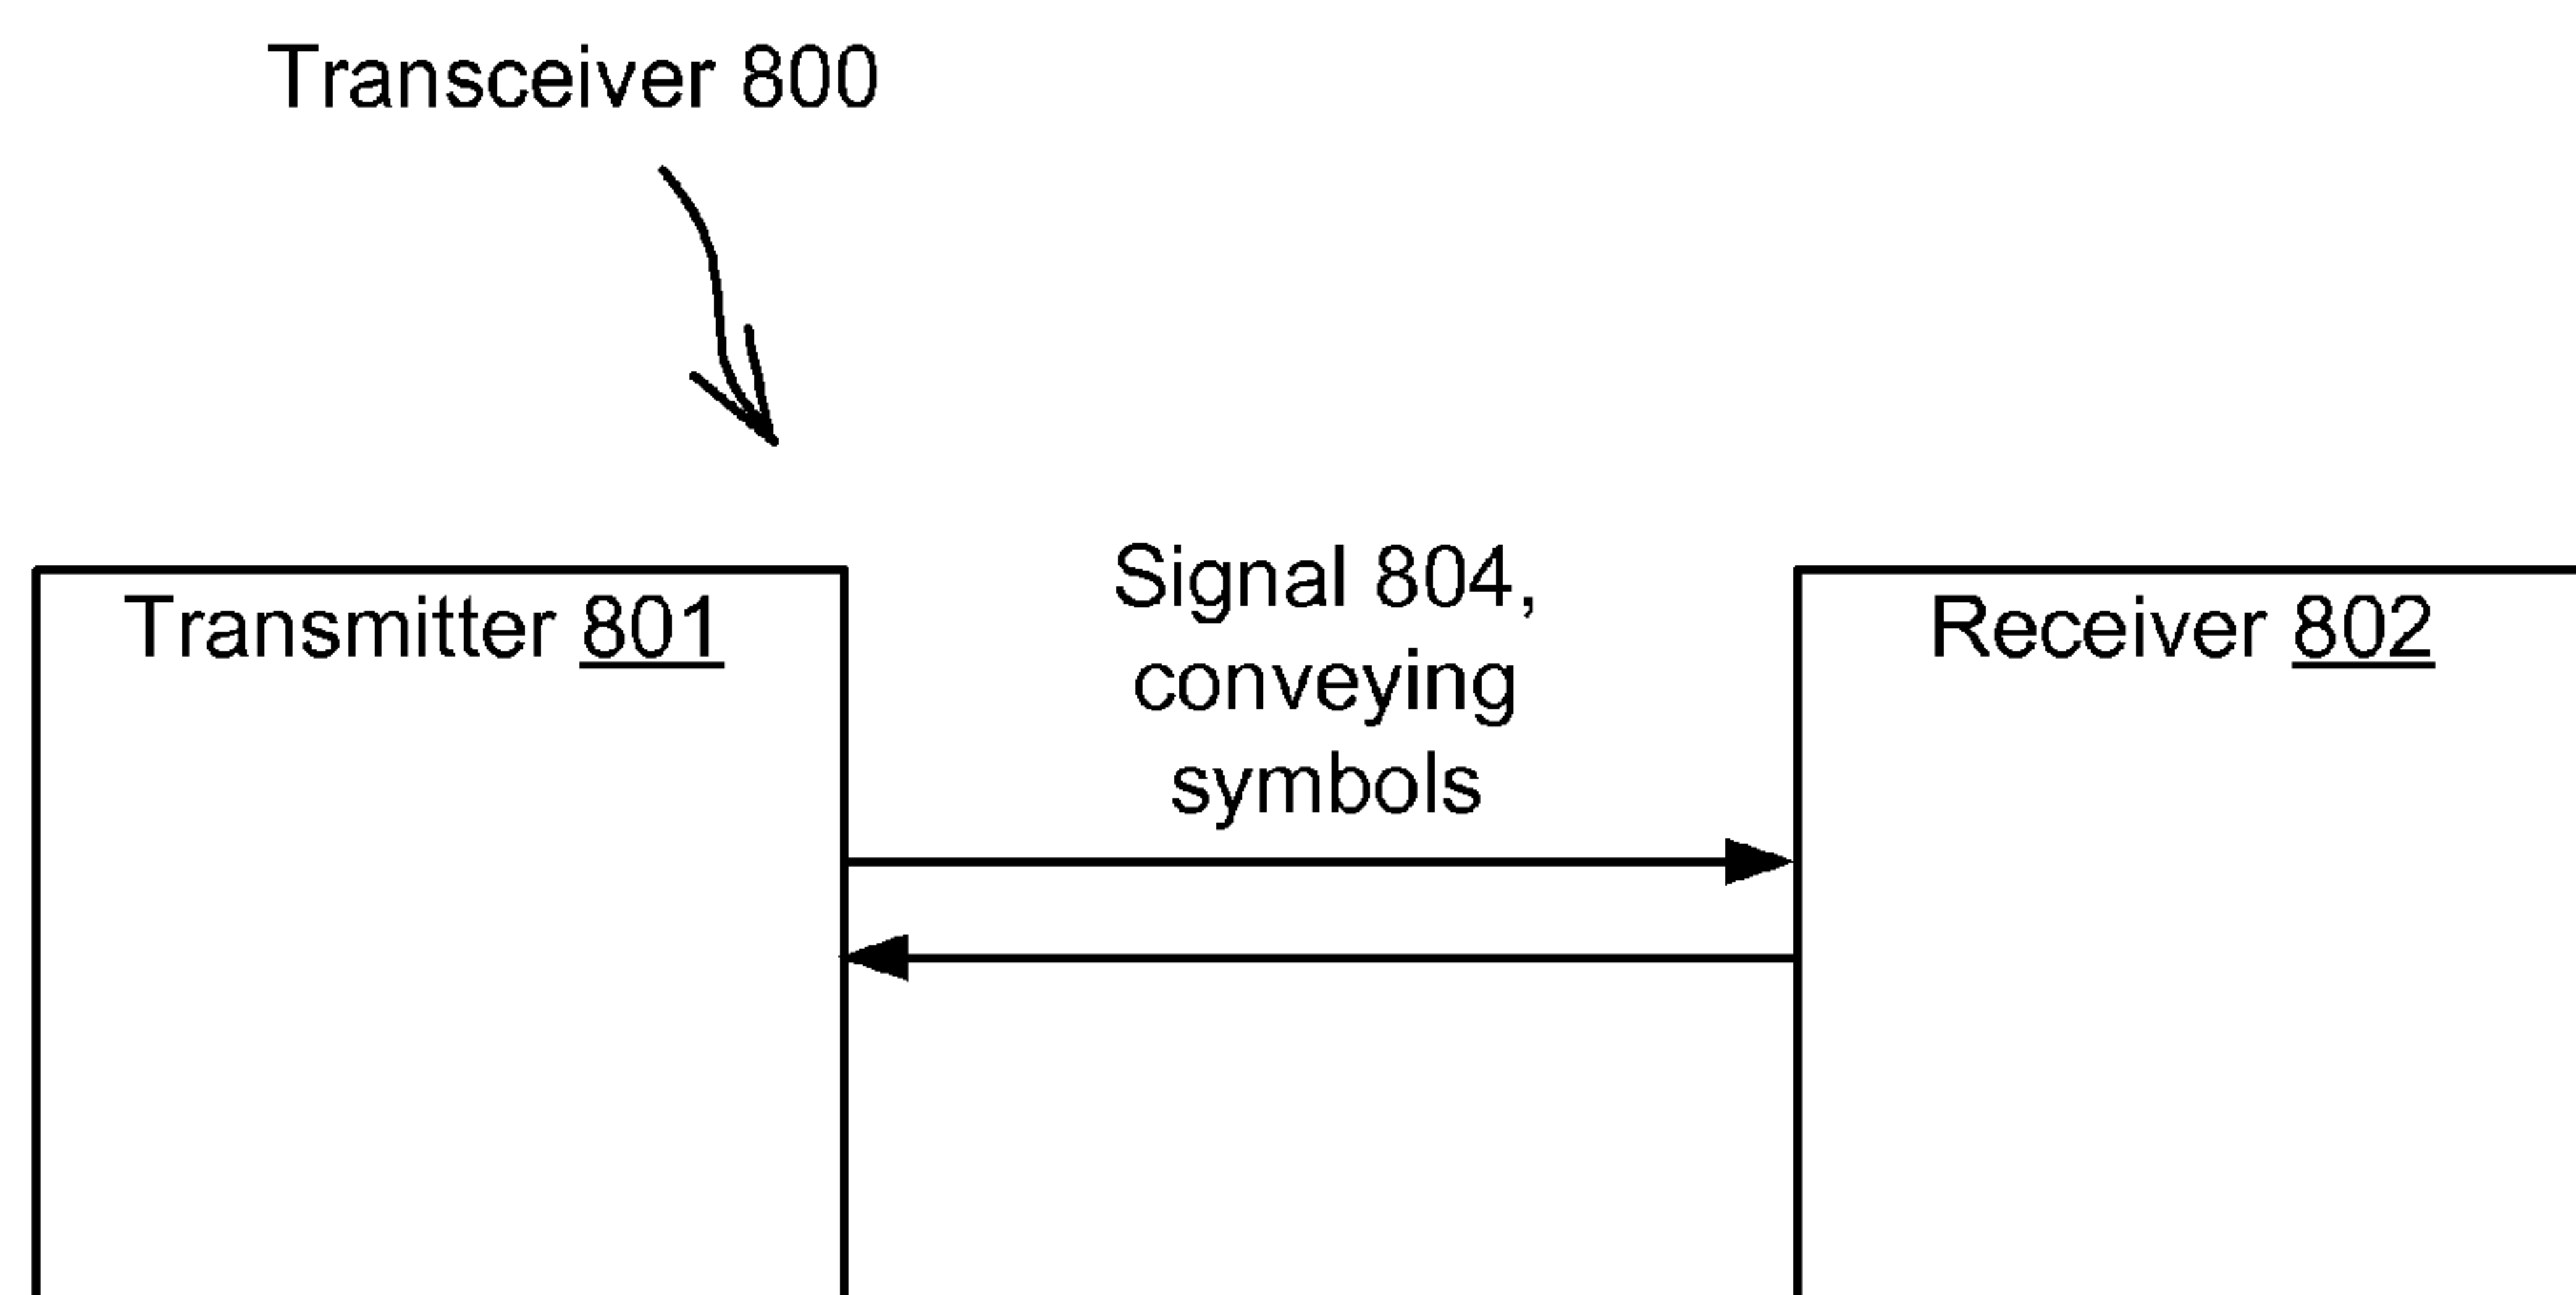 Transceiver 800
Transmitter 801
Signal 804,
conveying
symbols
Receiver 802